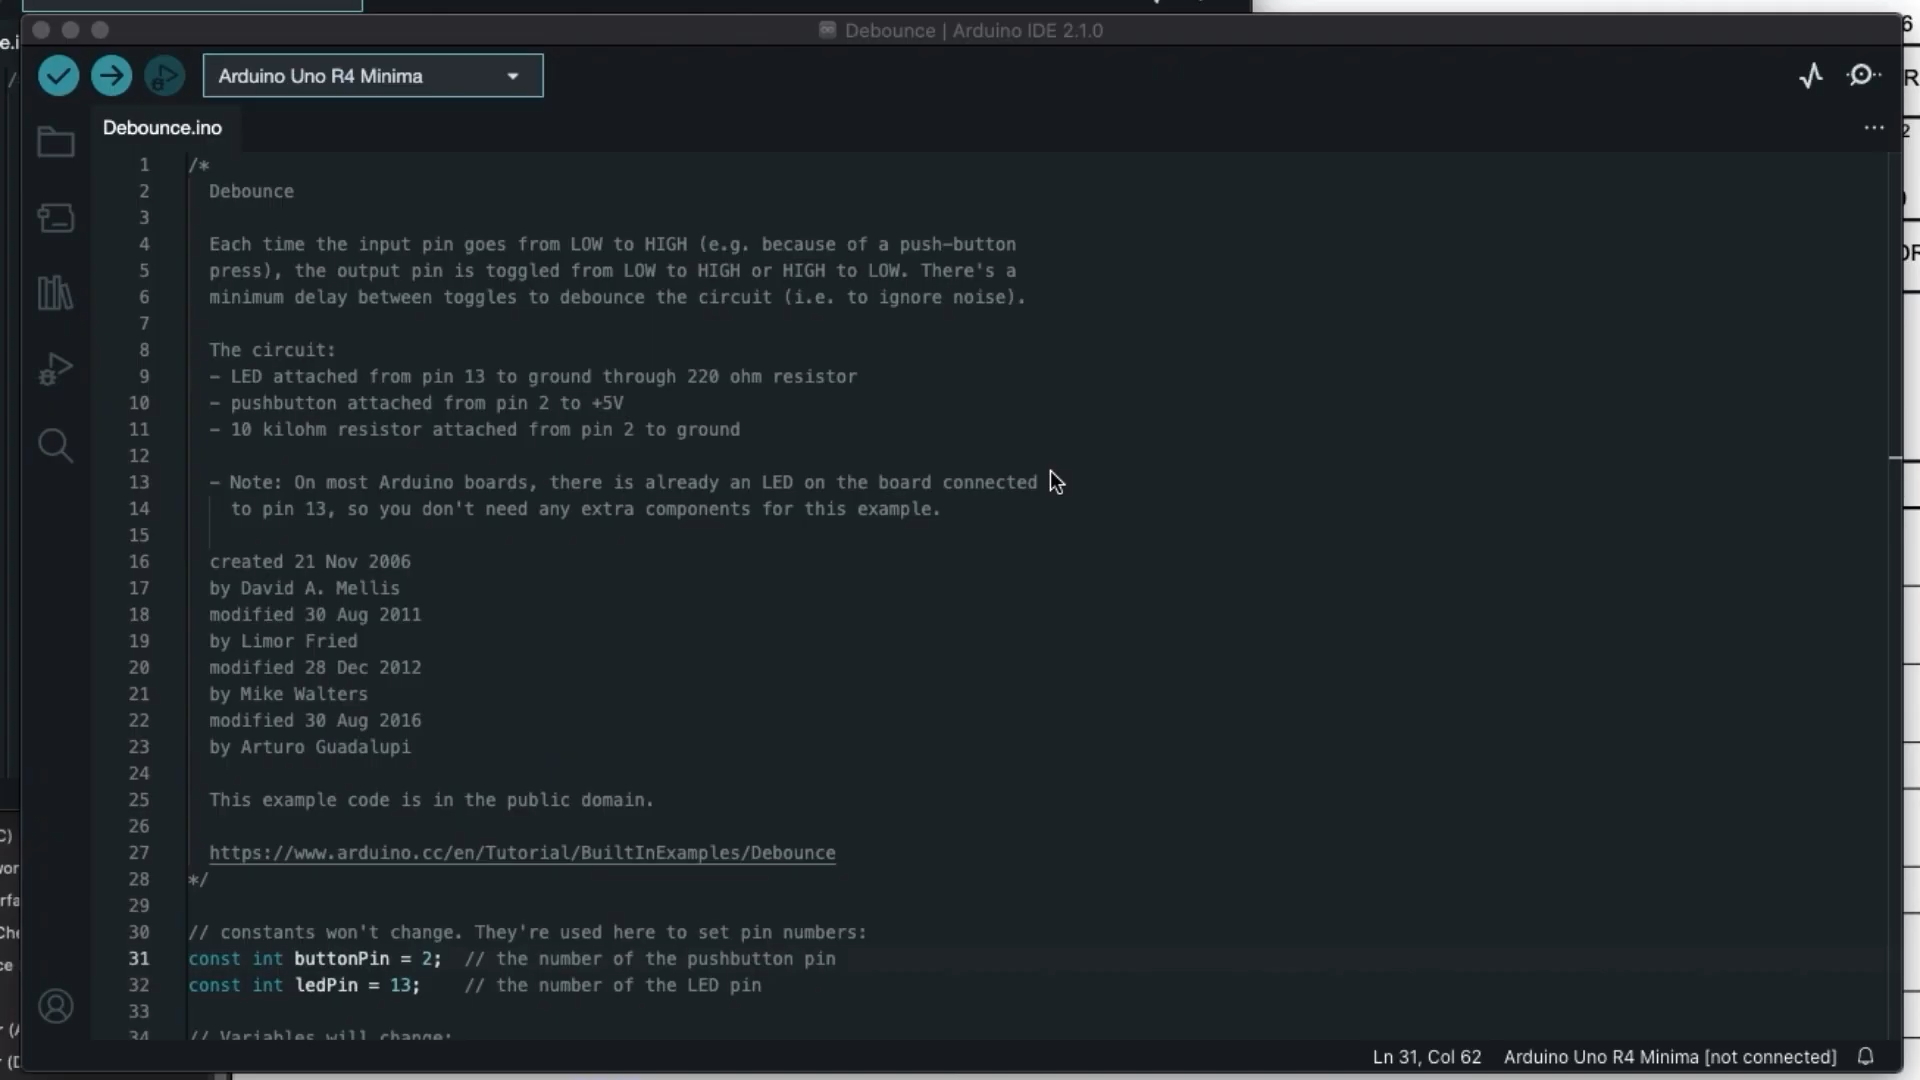 Debounce | Arduino IDE 2.1.0
Arduino Uno R4 Minima
Debounce.ino
1 /*
2 Debounce
3
4 Each time the input pin goes from LOW to HIGH (e.g. because of a push-button
5 press), the output pin is toggled from LOW to HIGH or HIGH to LOW. There's a
6 minimum delay between toggles to debounce the circuit (i.e. to ignore noise).
7
8 The circuit:
9 - LED attached from pin 13 to ground through 220 ohm resistor
10 - pushbutton attached from pin 2 to +5V
11 - 10 kilohm resistor attached from pin 2 to ground
12
13 - Note: On most Arduino boards, there is already an LED on the board connected
14 to pin 13, so you don't need any extra components for this example.
15
16 created 21 Nov 2006
17 by David A. Mellis
18 modified 30 Aug 2011
19 by Limor Fried
20 modified 28 Dec 2012
21 by Mike Walters
22 modified 30 Aug 2016
23 by Arturo Guadalupi
24
25 This example code is in the public domain.
26
27 https://www.arduino.cc/en/Tutorial/BuiltInExamples/Debounce
28 */
29
30 // constants won't change. They're used here to set pin numbers:
31 const int buttonPin = 2; // the number of the pushbutton pin
32 const int ledPin = 13; // the number of the LED pin
33
34 // Variables will change:
Ln 31, Col 62 Arduino Uno R4 Minima [not connected]